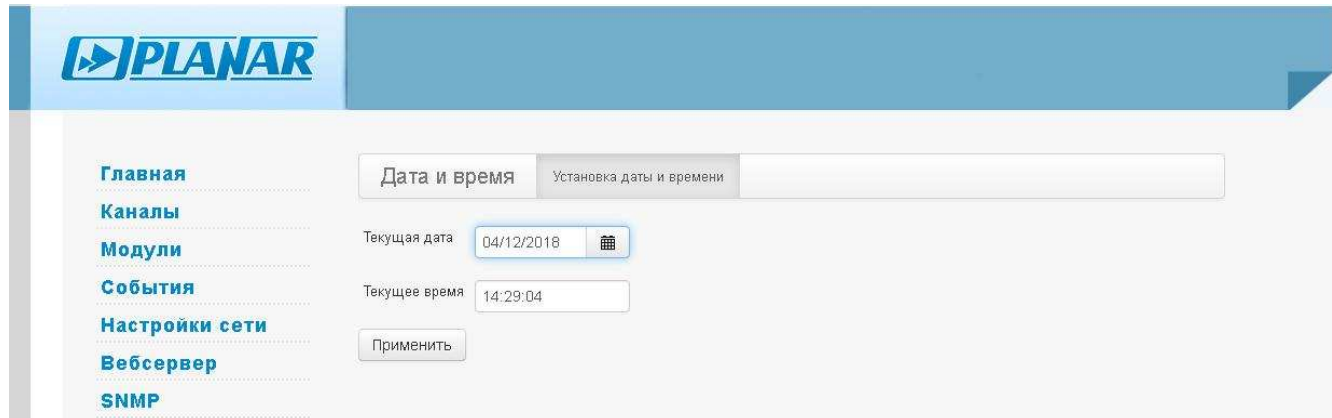 PLANAR
Главная
Каналы
Модули
События
Настройки сети
Вебсервер
SNMP
Дата и время Установка даты и времени
Текущая дата 04/12/2018
Текущее время 14:29:04
Применить